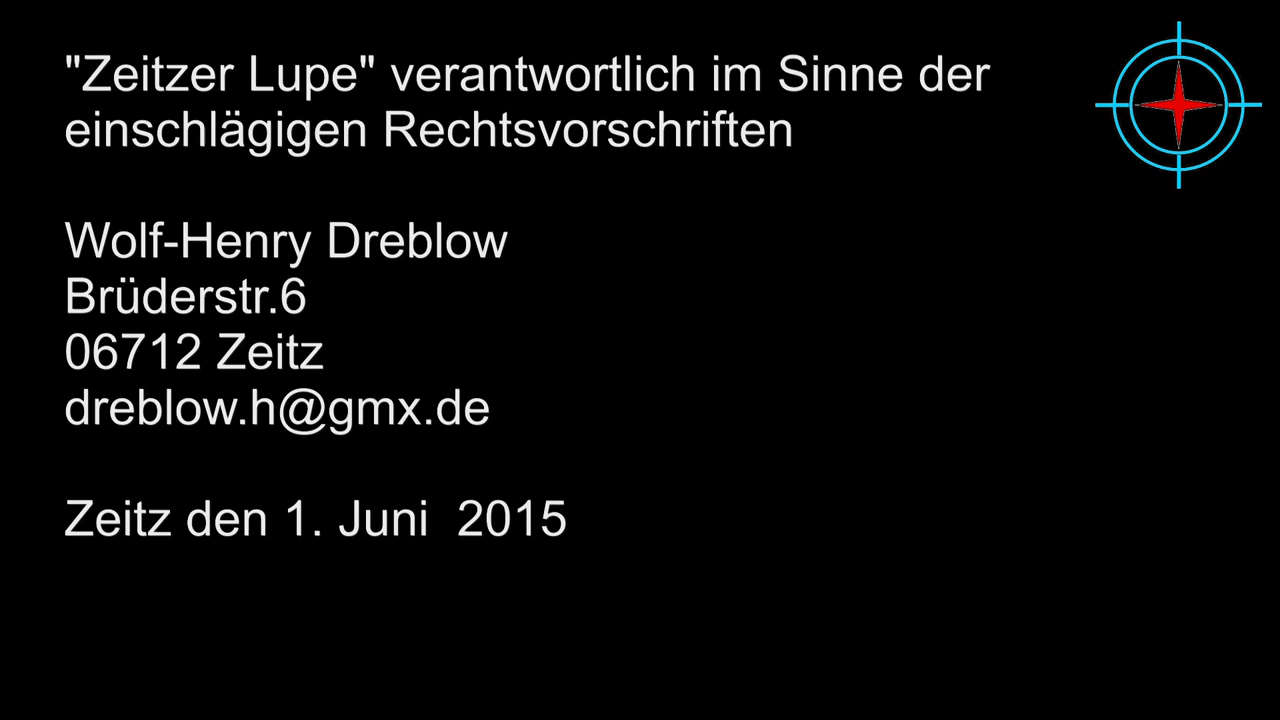 "Zeitzer Lupe" verantwortlich im Sinne der
einschlägigen Rechtsvorschriften
Wolf-Henry Dreblow
Brüderstr.6
06712 Zeitz
dreblow.h@gmx.de
Zeitz den 1. Juni  2015